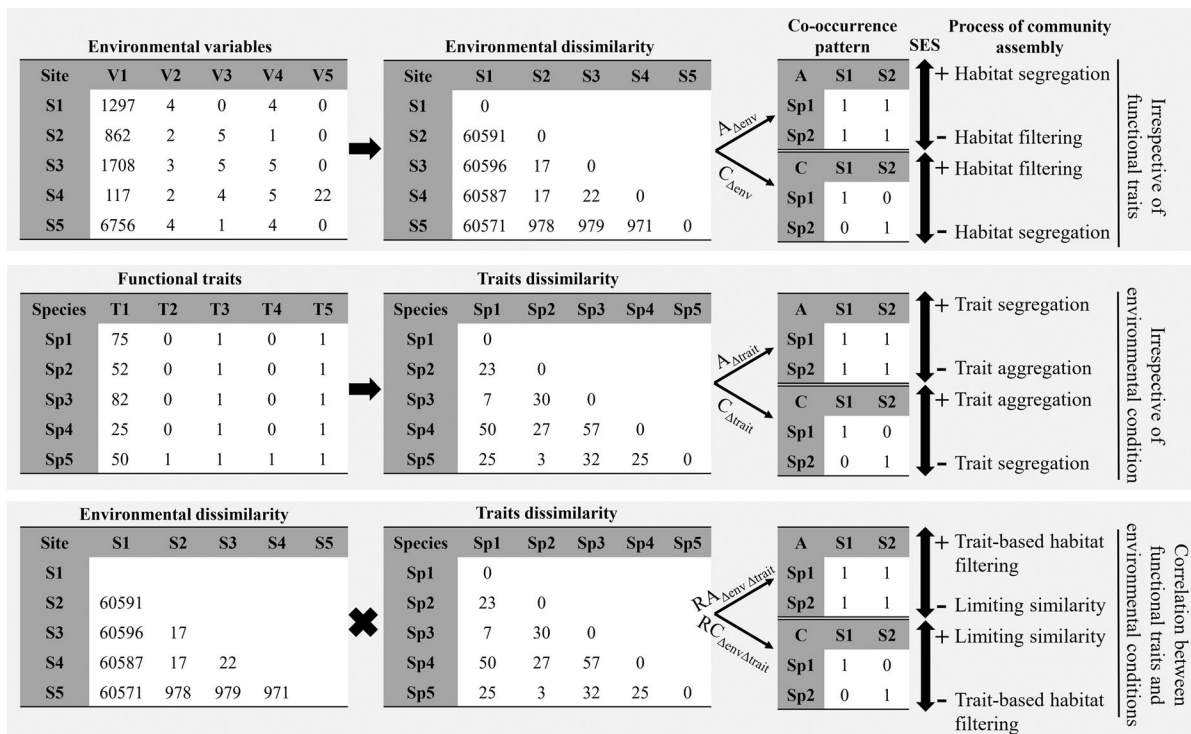 Environmental variables
Site V1 V2 V3 V4 V5
S1 1297 4 0 4 0
S2 862 2 5 1 0
S3 1708 3 5 5 0
S4 117 2 4 5 22
S5 6756 4 1 4 0
Environmental dissimilarity
Site S1 S2 S3 S4 S5
S1 0
S2 60591 0
S3 60596 17 0
S4 60587 17 22 0
S5 60571 978 979 971 0
AΔenv
CΔenv
Co-occurrence
pattern
A S1 S2
Sp1 1 1
Sp2 1 1
C S1 S2
Sp1 1 0
Sp2 0 1
SES
Process of community
assembly
+ Habitat segregation
- Habitat filtering
+ Habitat filtering
- Habitat segregation
Irrespective of
functional traits
Functional traits
Species T1 T2 T3 T4 T5
Sp1 75 0 1 0 1
Sp2 52 0 1 0 1
Sp3 82 0 1 0 1
Sp4 25 0 1 0 1
Sp5 50 1 1 1 1
Traits dissimilarity
Species Sp1 Sp2 Sp3 Sp4 Sp5
Sp1 0
Sp2 23 0
Sp3 7 30 0
Sp4 50 27 57 0
Sp5 25 3 32 25 0
AΔtrait
CΔtrait
A S1 S2
Sp1 1 1
Sp2 1 1
C S1 S2
Sp1 1 0
Sp2 0 1
+ Trait segregation
- Trait aggregation
+ Trait aggregation
- Trait segregation
Irrespective of
environmental condition
Environmental dissimilarity
Site S1 S2 S3 S4 S5
S1
S2 60591
S3 60596 17
S4 60587 17 22
S5 60571 978 979 971
Traits dissimilarity
Species Sp1 Sp2 Sp3 Sp4 Sp5
Sp1 0
Sp2 23 0
Sp3 7 30 0
Sp4 50 27 57 0
Sp5 25 3 32 25 0
RAΔenv Δtrait
RCΔenvΔtrait
A S1 S2
Sp1 1 1
Sp2 1 1
C S1 S2
Sp1 1 0
Sp2 0 1
+ Trait-based habitat
filtering
- Limiting similarity
+ Limiting similarity
- Trait-based habitat
filtering
Correlation between
functional traits and
environmental conditions